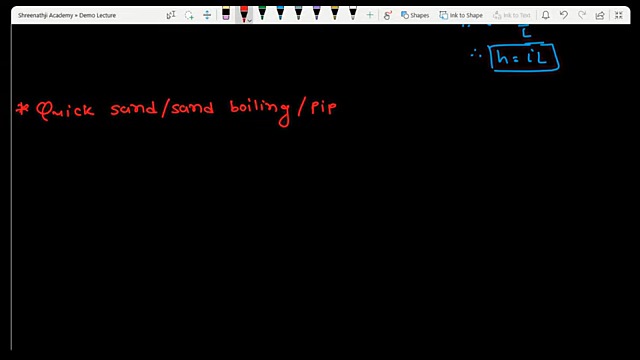 Shreenathji Academy » Demo Lecture
Shapes
Ink to Shape
Ink to Text
L
∴ h = iL
* Quick sand/sand boiling/pip